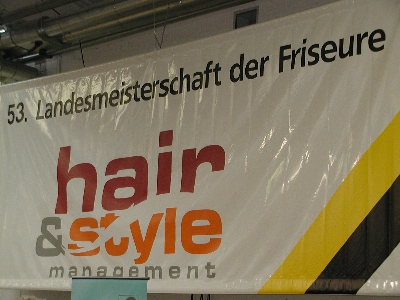 53. Landesmeisterschaft der Friseure
hair
&style
management